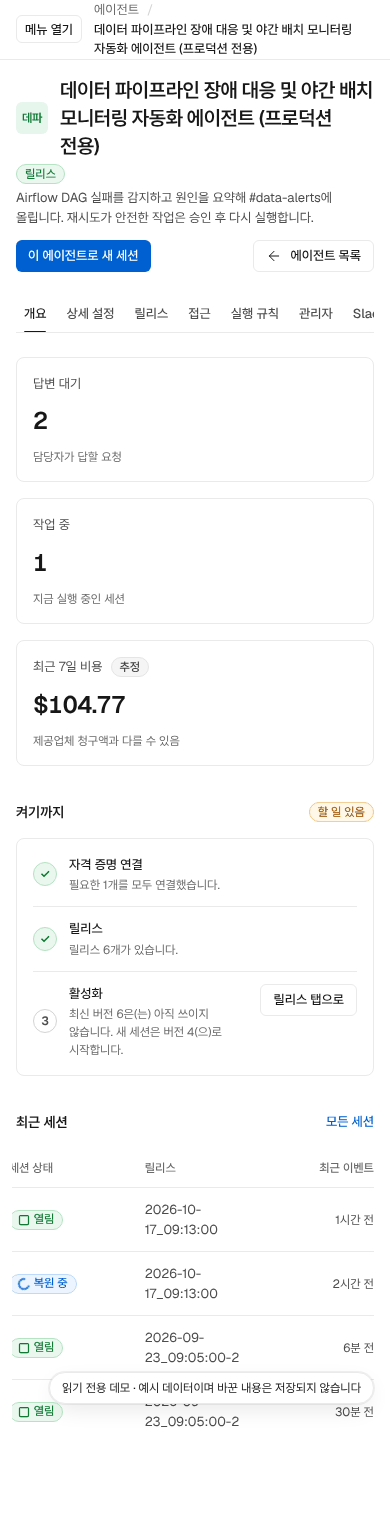 메뉴 열기
에이전트 /
데이터 파이프라인 장애 대응 및 야간 배치 모니터링
자동화 에이전트 (프로덕션 전용)
데파
데이터 파이프라인 장애 대응 및 야간 배치
모니터링 자동화 에이전트 (프로덕션
전용)
릴리스
Airflow DAG 실패를 감지하고 원인을 요약해 #data-alerts에
올립니다. 재시도가 안전한 작업은 승인 후 다시 실행합니다.
이 에이전트로 새 세션
← 에이전트 목록
개요 상세 설정 릴리스 접근 실행 규칙 관리자
답변 대기
2
담당자가 답할 요청
작업 중
1
지금 실행 중인 세션
최근 7일 비용 추정
$104.77
제공업체 청구액과 다를 수 있음
켜기까지
할 일 있음
자격 증명 연결
필요한 1개를 모두 연결했습니다.
릴리스
릴리스 6개가 있습니다.
3
활성화
최신 버전 6은(는) 아직 쓰이지
않습니다. 새 세션은 버전 4(으)로
시작합니다.
릴리스 탭으로
최근 세션
모든 세션
세션 상태 릴리스 최근 이벤트
열림 2026-10-
17_09:13:00 1시간 전
복원 중 2026-10-
17_09:13:00 2시간 전
열림 2026-09-
23_09:05:00-2 6분 전
읽기 전용 데모 · 예시 데이터이며 바꾼 내용은 저장되지 않습니다
열림
23_09:05:00-2 30분 전